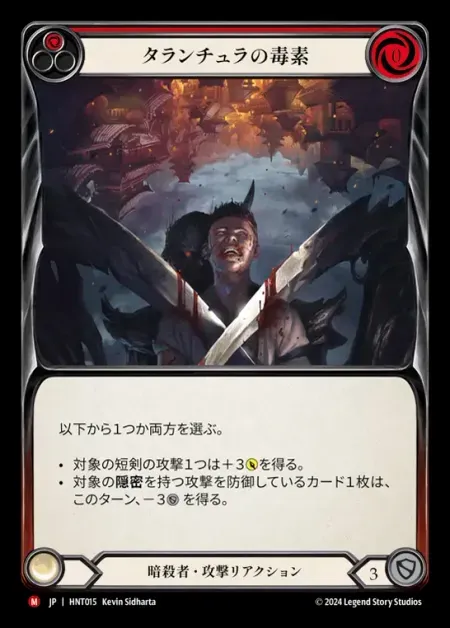 タランチュラの毒素
以下から1つか両方を選ぶ。
• 対象の短剣の攻撃1つは+3を得る。
• 対象の隠密を持つ攻撃を防御しているカード1枚は、
このターン、−3を得る。
暗殺者・攻撃リアクション
3
M JP | HNT015 Kevin Sidharta
© 2024 Legend Story Studios